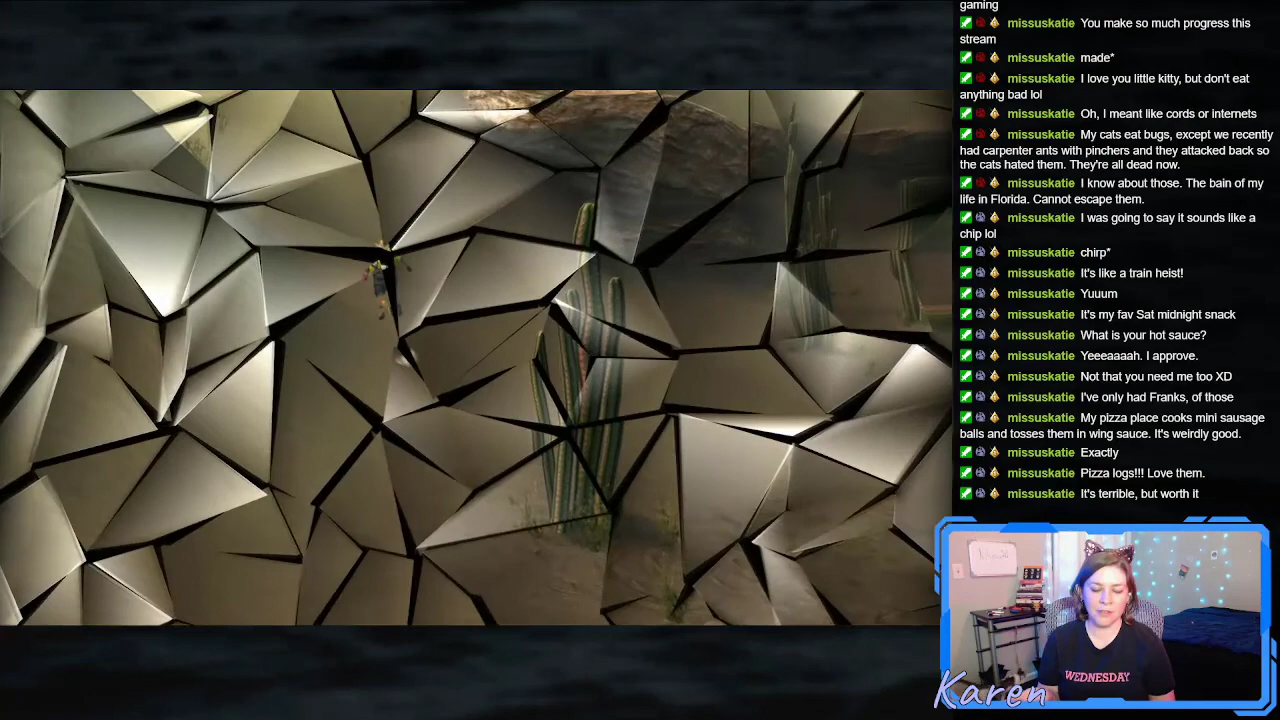 gaming
missuskatie You make so much progress this
stream
missuskatie made*
missuskatie I love you little kitty, but don't eat
anything bad lol
missuskatie Oh, I meant like cords or internets
missuskatie My cats eat bugs, except we recently
had carpenter ants with pinchers and they attacked back so
the cats hated them. They're all dead now.
missuskatie I know about those. The bain of my
life in Florida. Cannot escape them.
missuskatie I was going to say it sounds like a
chip lol
missuskatie chirp*
missuskatie It's like a train heist!
missuskatie Yuuum
missuskatie It's my fav Sat midnight snack
missuskatie What is your hot sauce?
missuskatie Yeeeaaaah. I approve.
missuskatie Not that you need me too XD
missuskatie I've only had Franks, of those
missuskatie My pizza place cooks mini sausage
balls and tosses them in wing sauce. It's weirdly good.
missuskatie Exactly
missuskatie Pizza logs!!! Love them.
missuskatie It's terrible, but worth it
WEDNESDAY
Karen